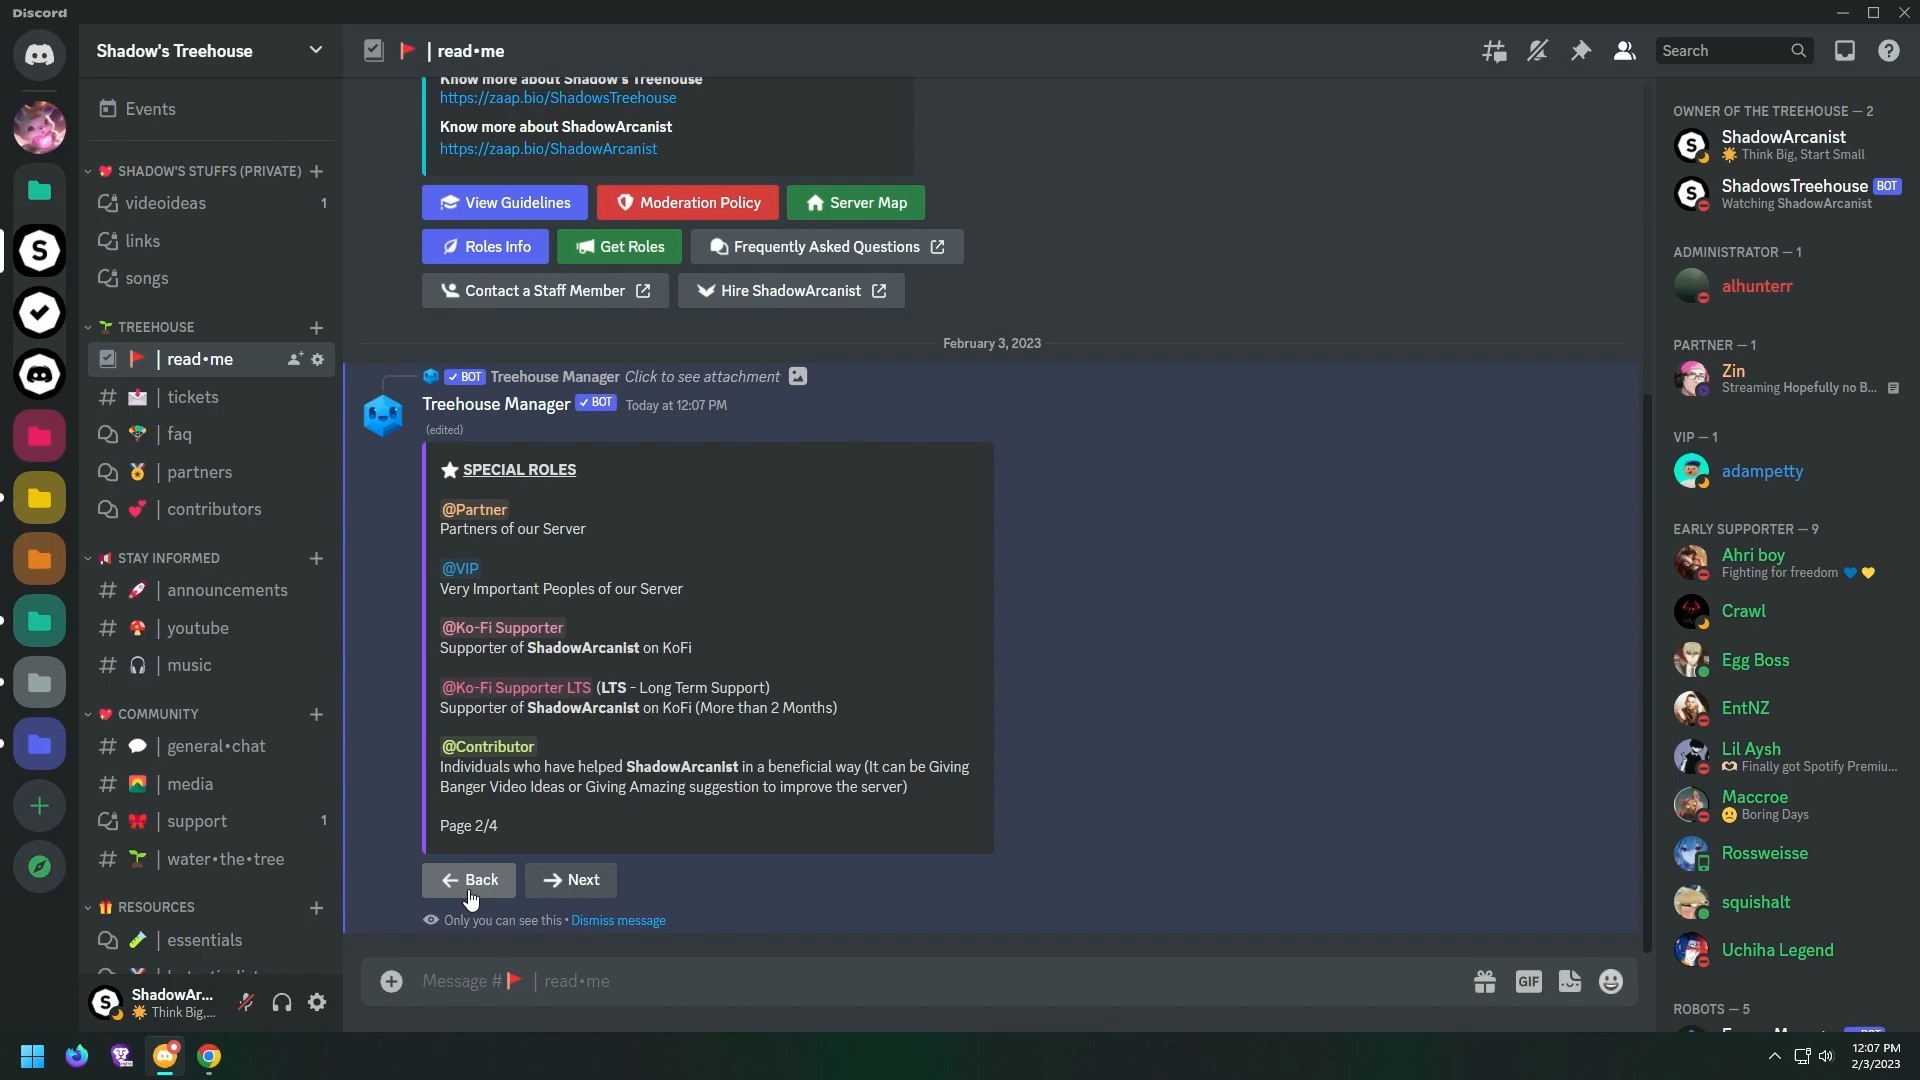 Discord
Shadow's Treehouse
Events
SHADOW'S STUFFS (PRIVATE)
videoideas 1
links
songs
TREEHOUSE
| read•me
| tickets
| faq
| partners
| contributors
STAY INFORMED
| announcements
| youtube
| music
COMMUNITY
| general•chat
| media
| support 1
| water•the•tree
RESOURCES
| essentials
ShadowAr...
Think Big,...
| read•me
Search
Know more about Shadow's Treehouse
https://zaap.bio/ShadowsTreehouse
Know more about ShadowArcanist
https://zaap.bio/ShadowArcanist
View Guidelines Moderation Policy Server Map
Roles Info Get Roles Frequently Asked Questions
Contact a Staff Member Hire ShadowArcanist
February 3, 2023
✓ BOT Treehouse Manager Click to see attachment
Treehouse Manager ✓ BOT Today at 12:07 PM
(edited)
SPECIAL ROLES
@Partner
Partners of our Server
@VIP
Very Important Peoples of our Server
@Ko-Fi Supporter
Supporter of ShadowArcanist on KoFi
@Ko-Fi Supporter LTS (LTS - Long Term Support)
Supporter of ShadowArcanist on KoFi (More than 2 Months)
@Contributor
Individuals who have helped ShadowArcanist in a beneficial way (It can be Giving
Banger Video Ideas or Giving Amazing suggestion to improve the server)
Page 2/4
Back Next
Only you can see this • Dismiss message
Message # | read•me
GIF
OWNER OF THE TREEHOUSE — 2
ShadowArcanist
Think Big, Start Small
ShadowsTreehouse BOT
Watching ShadowArcanist
ADMINISTRATOR — 1
alhunterr
PARTNER — 1
Zin
Streaming Hopefully no B...
VIP — 1
adampetty
EARLY SUPPORTER — 9
Ahri boy
Fighting for freedom
Crawl
Egg Boss
EntNZ
Lil Aysh
Finally got Spotify Premiu...
Maccroe
Boring Days
Rossweisse
squishalt
Uchiha Legend
ROBOTS — 5
12:07 PM
2/3/2023